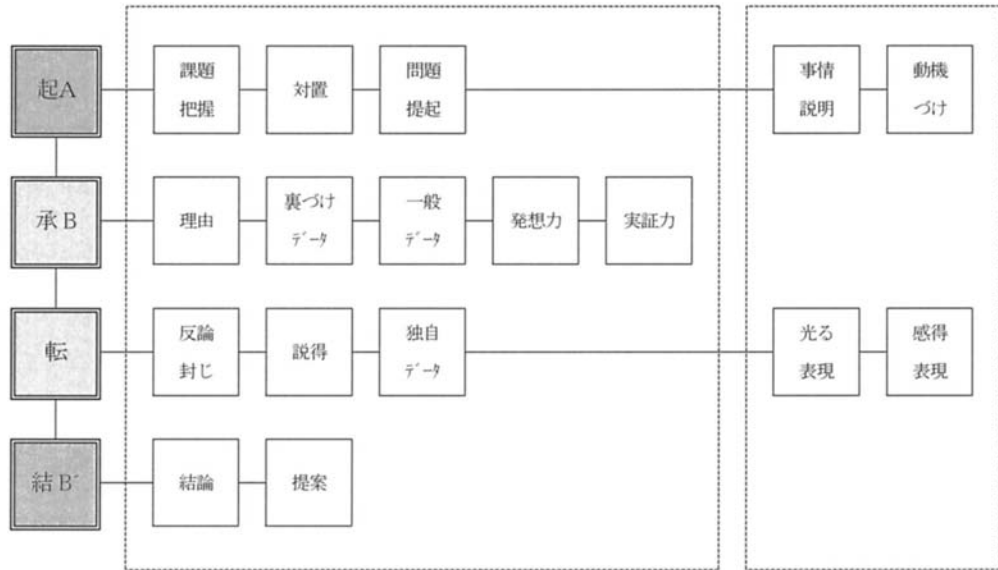 起A
課題
把握
対置
問題
提起
事情
説明
動機
づけ
承B
理由
裏づけ
ﾃﾞｰﾀ
一般
ﾃﾞｰﾀ
発想力
実証力
転
反論
封じ
説得
独自
ﾃﾞｰﾀ
光る
表現
感得
表現
結B´
結論
提案